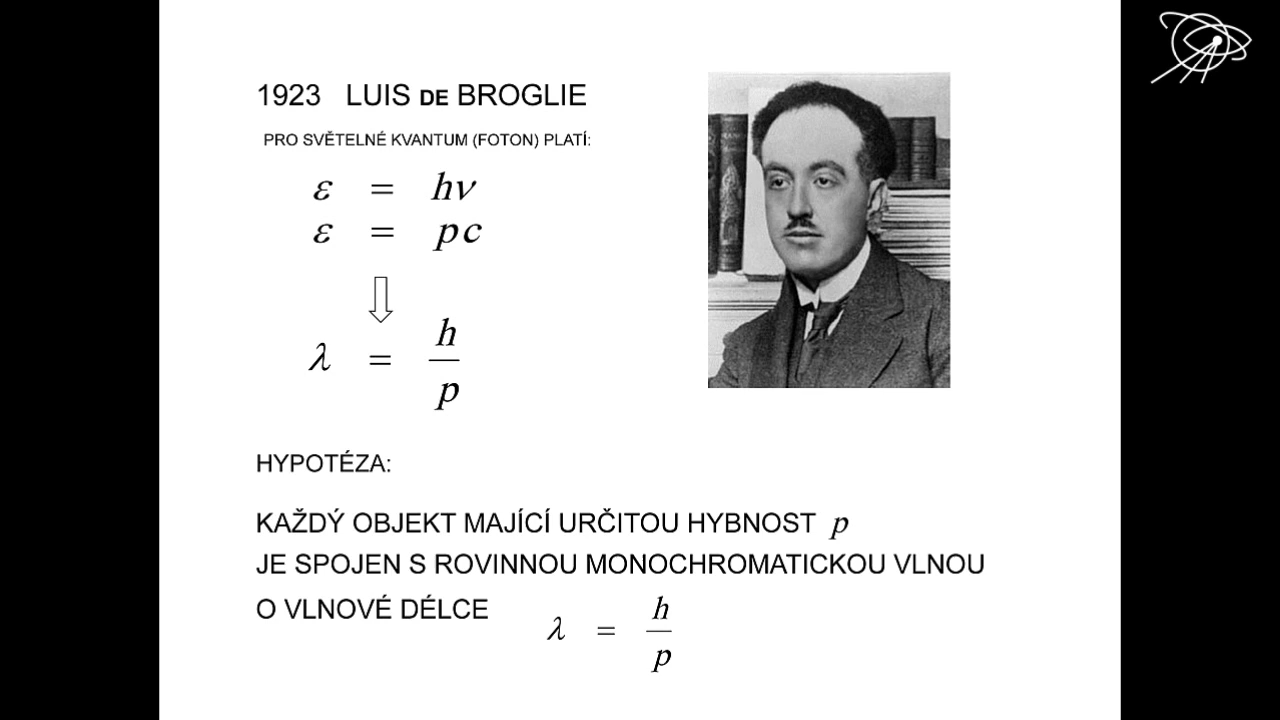 1923 LUIS DE BROGLIE
PRO SVĚTELNÉ KVANTUM (FOTON) PLATÍ:
ε = hν
ε = pc
λ = h/p
HYPOTÉZA:
KAŽDÝ OBJEKT MAJÍCÍ URČITOU HYBNOST p
JE SPOJEN S ROVINNOU MONOCHROMATICKOU VLNOU
O VLNOVÉ DÉLCE λ = h/p